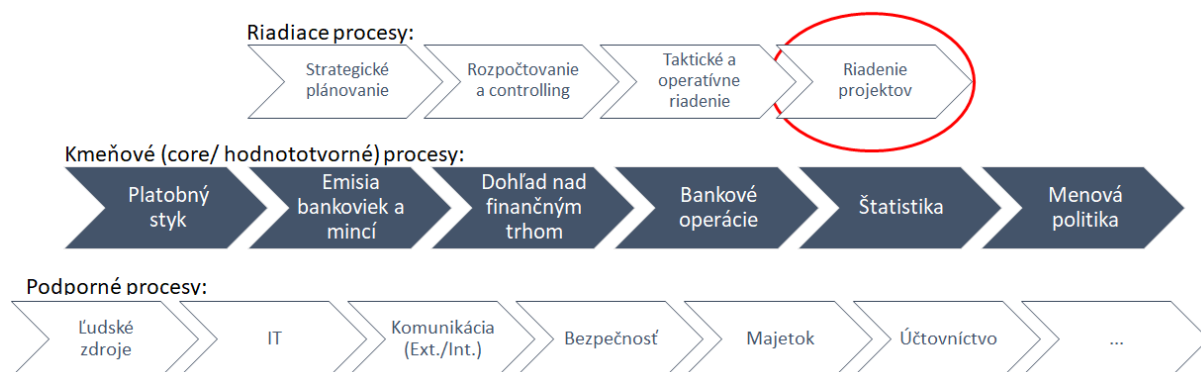 Riadiace procesy:
Strategické
plánovanie
Rozpočtovanie
a controlling
Taktické a
operatívne
riadenie
Riadenie
projektov
Kmeňové (core/ hodnototvorné) procesy:
Platobný
styk
Emisia
bankoviek a
mincí
Dohľad nad
finančným
trhom
Bankové
operácie
Štatistika
Menová
politika
Podporné procesy:
Ľudské
zdroje
IT
Komunikácia
(Ext./Int.)
Bezpečnosť
Majetok
Účtovníctvo
...